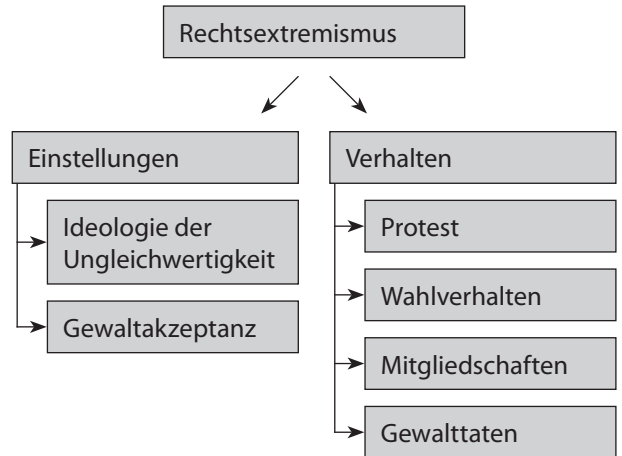 Rechtsextremismus
Einstellungen
Ideologie der
Ungleichwertigkeit
Gewaltakzeptanz
Verhalten
Protest
Wahlverhalten
Mitgliedschaften
Gewalttaten